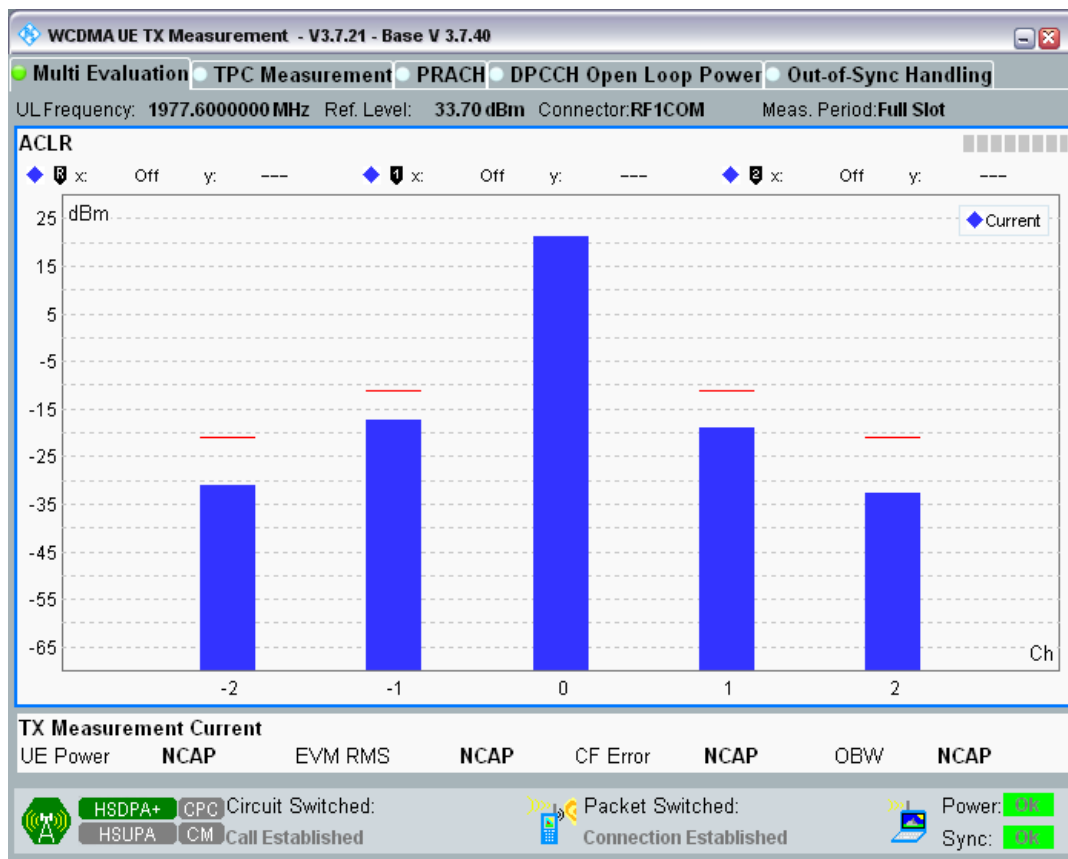 WCDMA UE TX Measurement - V3.7.21 - Base V 3.7.40
Multi Evaluation TPC Measurement PRACH DPCCH Open Loop Power Out-of-Sync Handling
UL Frequency: 1977.6000000 MHz Ref. Level: 33.70 dBm Connector:RF1COM Meas. Period:Full Slot
ACLR
R x: Off y: --- 1 x: Off y: --- 2 x: Off y: ---
dBm
Current
25
15
5
-5
-15
-25
-35
-45
-55
-65
Ch
-2 -1 0 1 2
TX Measurement Current
UE Power NCAP EVM RMS NCAP CF Error NCAP OBW NCAP
HSDPA+ CPC Circuit Switched: Packet Switched: Power: OK
HSUPA CM Call Established Connection Established Sync: OK